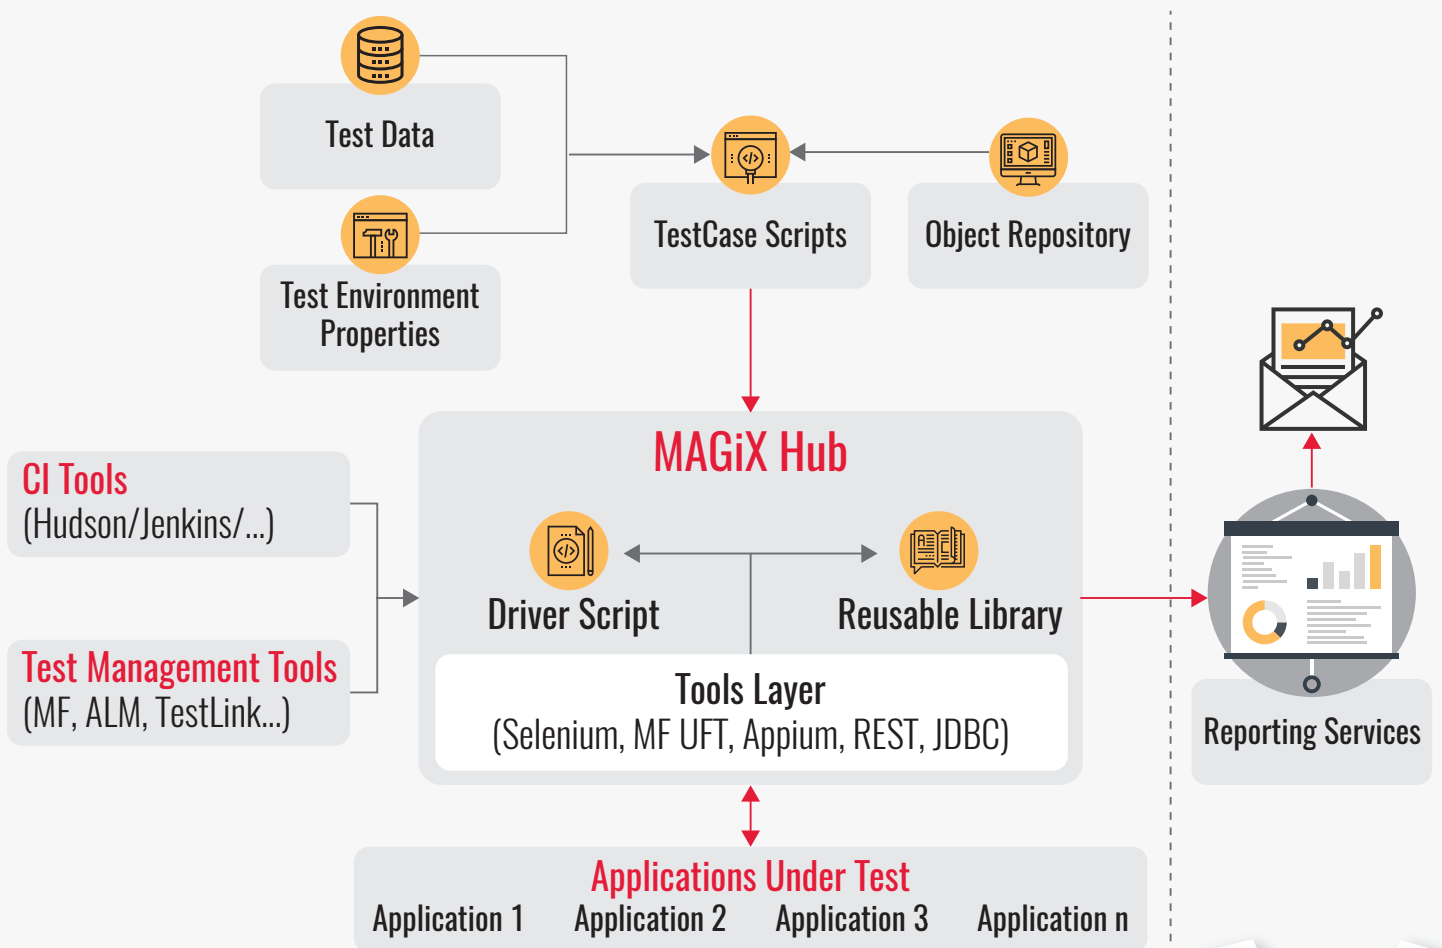 Test Data
Test Environment
Properties
TestCase Scripts
Object Repository
CI Tools
(Hudson/Jenkins/...)
Test Management Tools
(MF, ALM, TestLink...)
MAGiX Hub
Driver Script
Reusable Library
Tools Layer
(Selenium, MF UFT, Appium, REST, JDBC)
Applications Under Test
Application 1
Application 2
Application 3
Application n
Reporting Services